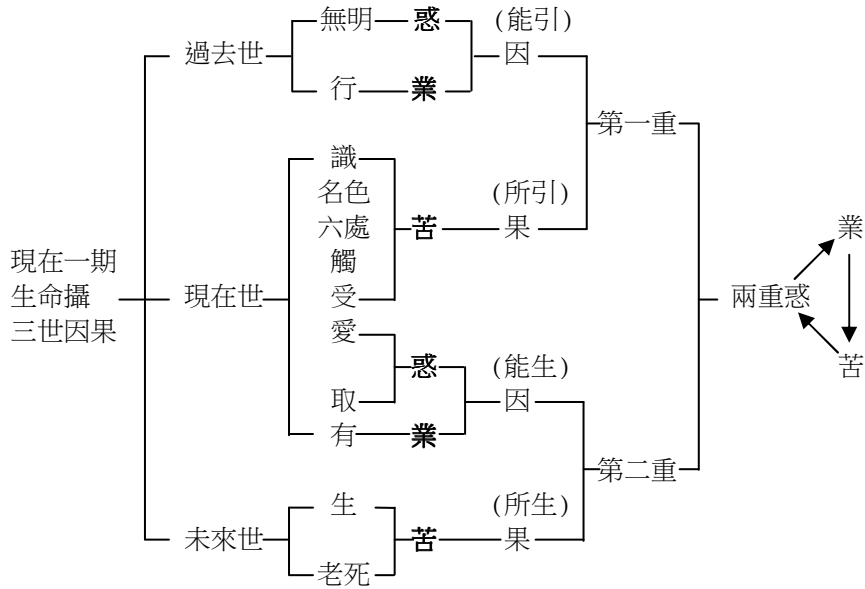 無明 惑 (能引)
過去世 因
行 業
第一重
識
名色 (所引)
六處 苦 果
觸
受
現在一期
生命攝 現在世
三世因果
兩重惑 業 苦
愛
惑 (能生)
取 因
有 業
第二重
生 (所生)
未來世 苦 果
老死